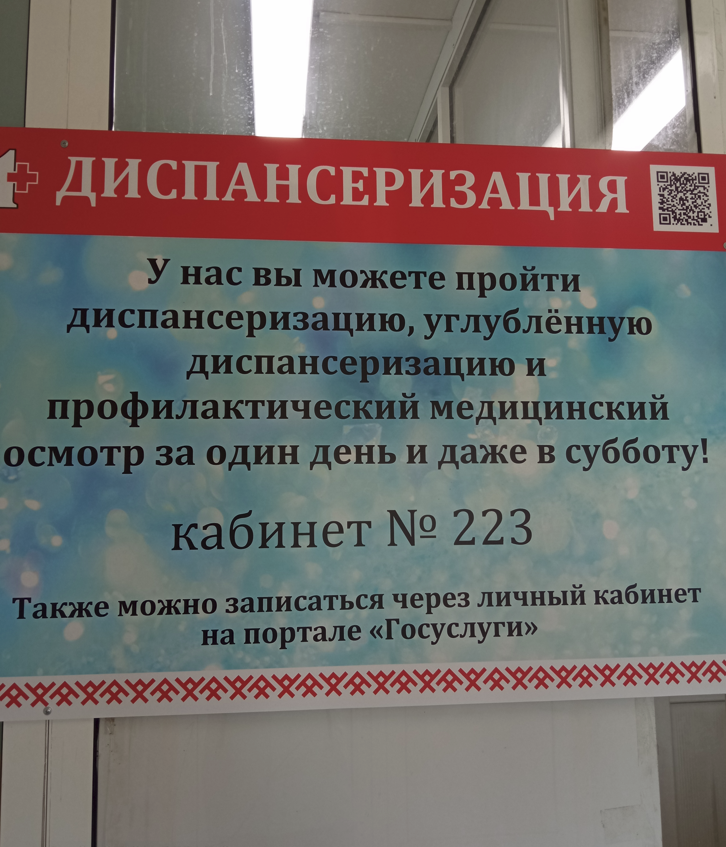 ДИСПАНСЕРИЗАЦИЯ
У нас вы можете пройти
диспансеризацию, углублённую
диспансеризацию и
профилактический медицинский
осмотр за один день и даже в субботу!
кабинет № 223
Также можно записаться через личный кабинет
на портале «Госуслуги»